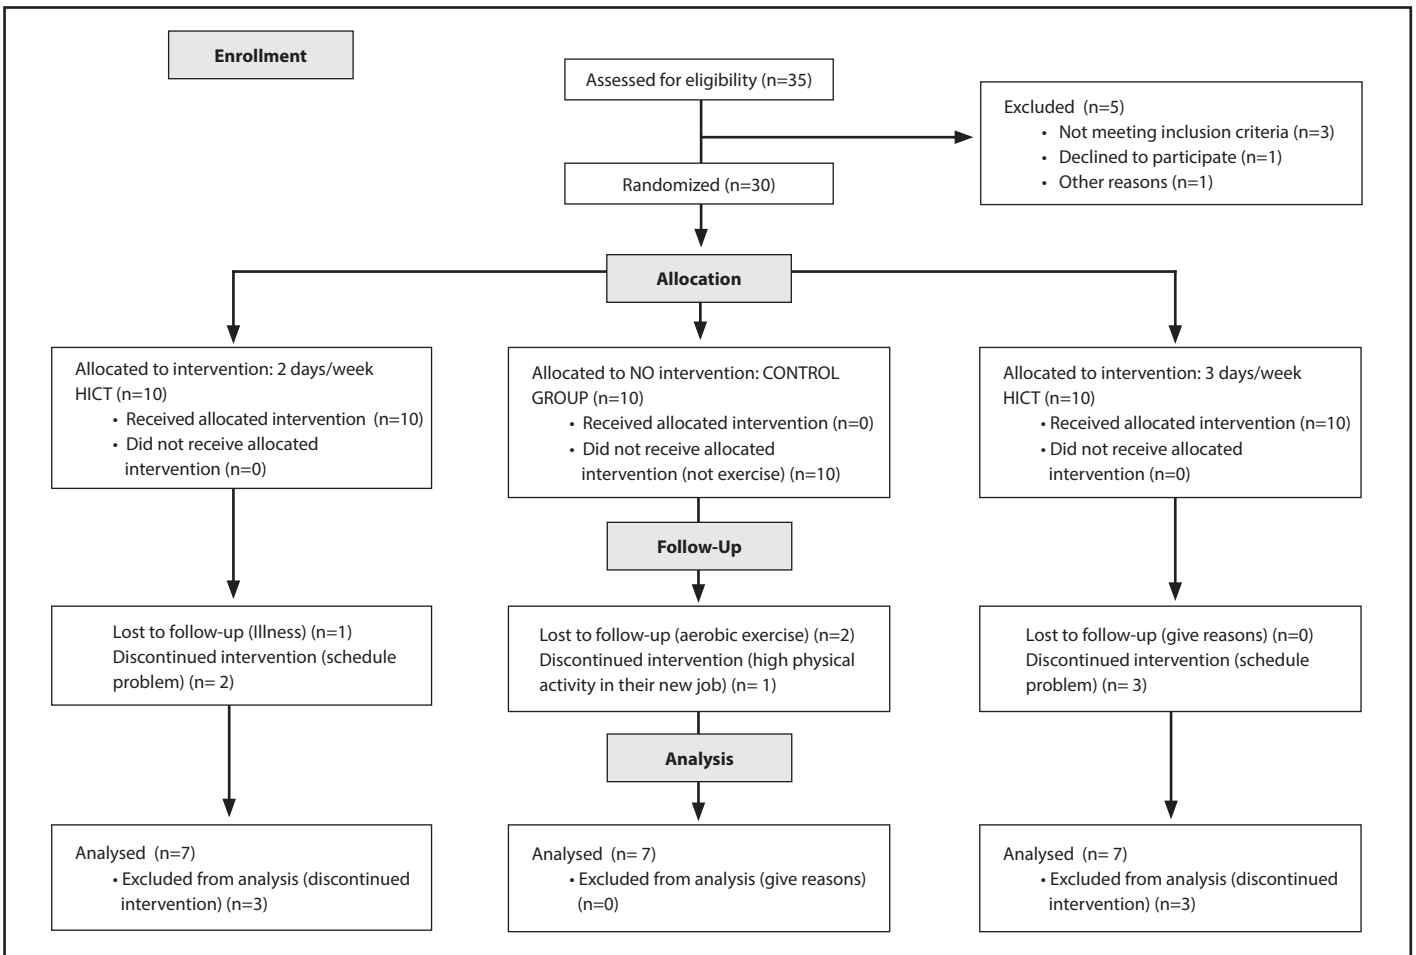 Enrollment
Assessed for eligibility (n=35)
Excluded (n=5)
• Not meeting inclusion criteria (n=3)
• Declined to participate (n=1)
• Other reasons (n=1)
Randomized (n=30)
Allocation
Allocated to intervention: 2 days/week
HICT (n=10)
• Received allocated intervention (n=10)
• Did not receive allocated
intervention (n=0)
Allocated to NO intervention: CONTROL
GROUP (n=10)
• Received allocated intervention (n=0)
• Did not receive allocated
intervention (not exercise) (n=10)
Allocated to intervention: 3 days/week
HICT (n=10)
• Received allocated intervention (n=10)
• Did not receive allocated
intervention (n=0)
Follow-Up
Lost to follow-up (Illness) (n=1)
Discontinued intervention (schedule
problem) (n= 2)
Lost to follow-up (aerobic exercise) (n=2)
Discontinued intervention (high physical
activity in their new job) (n= 1)
Lost to follow-up (give reasons) (n=0)
Discontinued intervention (schedule
problem) (n= 3)
Analysis
Analysed (n=7)
• Excluded from analysis (discontinued
intervention) (n=3)
Analysed (n= 7)
• Excluded from analysis (give reasons)
(n=0)
Analysed (n= 7)
• Excluded from analysis (discontinued
intervention) (n=3)